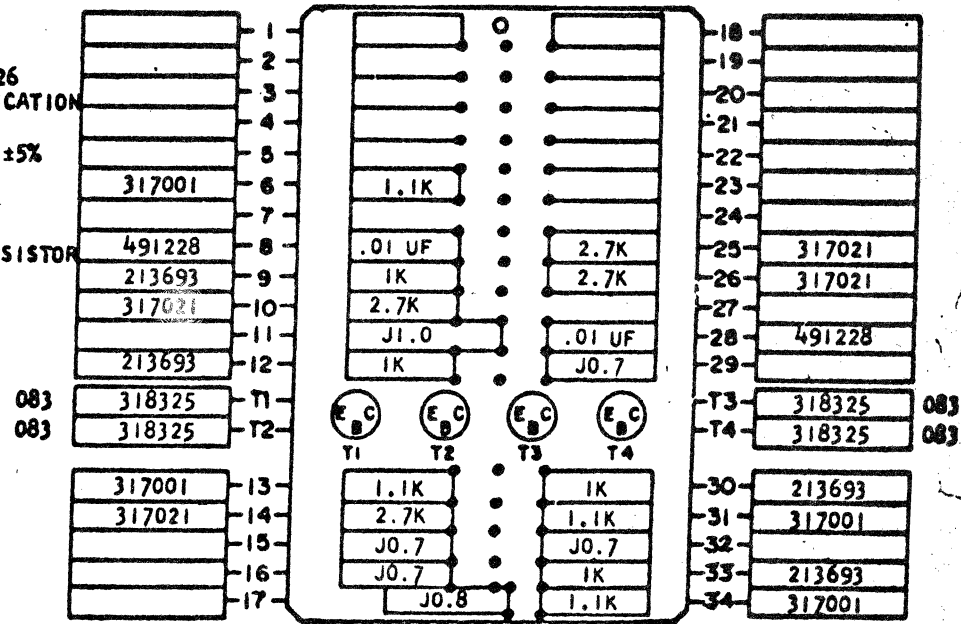 1 18
2 19
26
CATION 3 20
4 21
±5% 5 22
317001 6 1.1K 23
7 24
SISTOR 491228 8 .01 UF 2.7K 25 317021
213693 9 1K 2.7K 26 317021
317021 10 2.7K 27
11 J1.0 .01 UF 28 491228
213693 12 1K J0.7 29
083 318325 T1 E B C E B C E B C E B C T3 318325 083
083 318325 T2 T4 318325 083
T1 T2 T3 T4
317001 13 1.1K 1K 30 213693
317021 14 2.7K 1.1K 31 317001
15 J0.7 J0.7 32
16 J0.7 1K 33 213693
17 J0.8 1.1K 34 317001